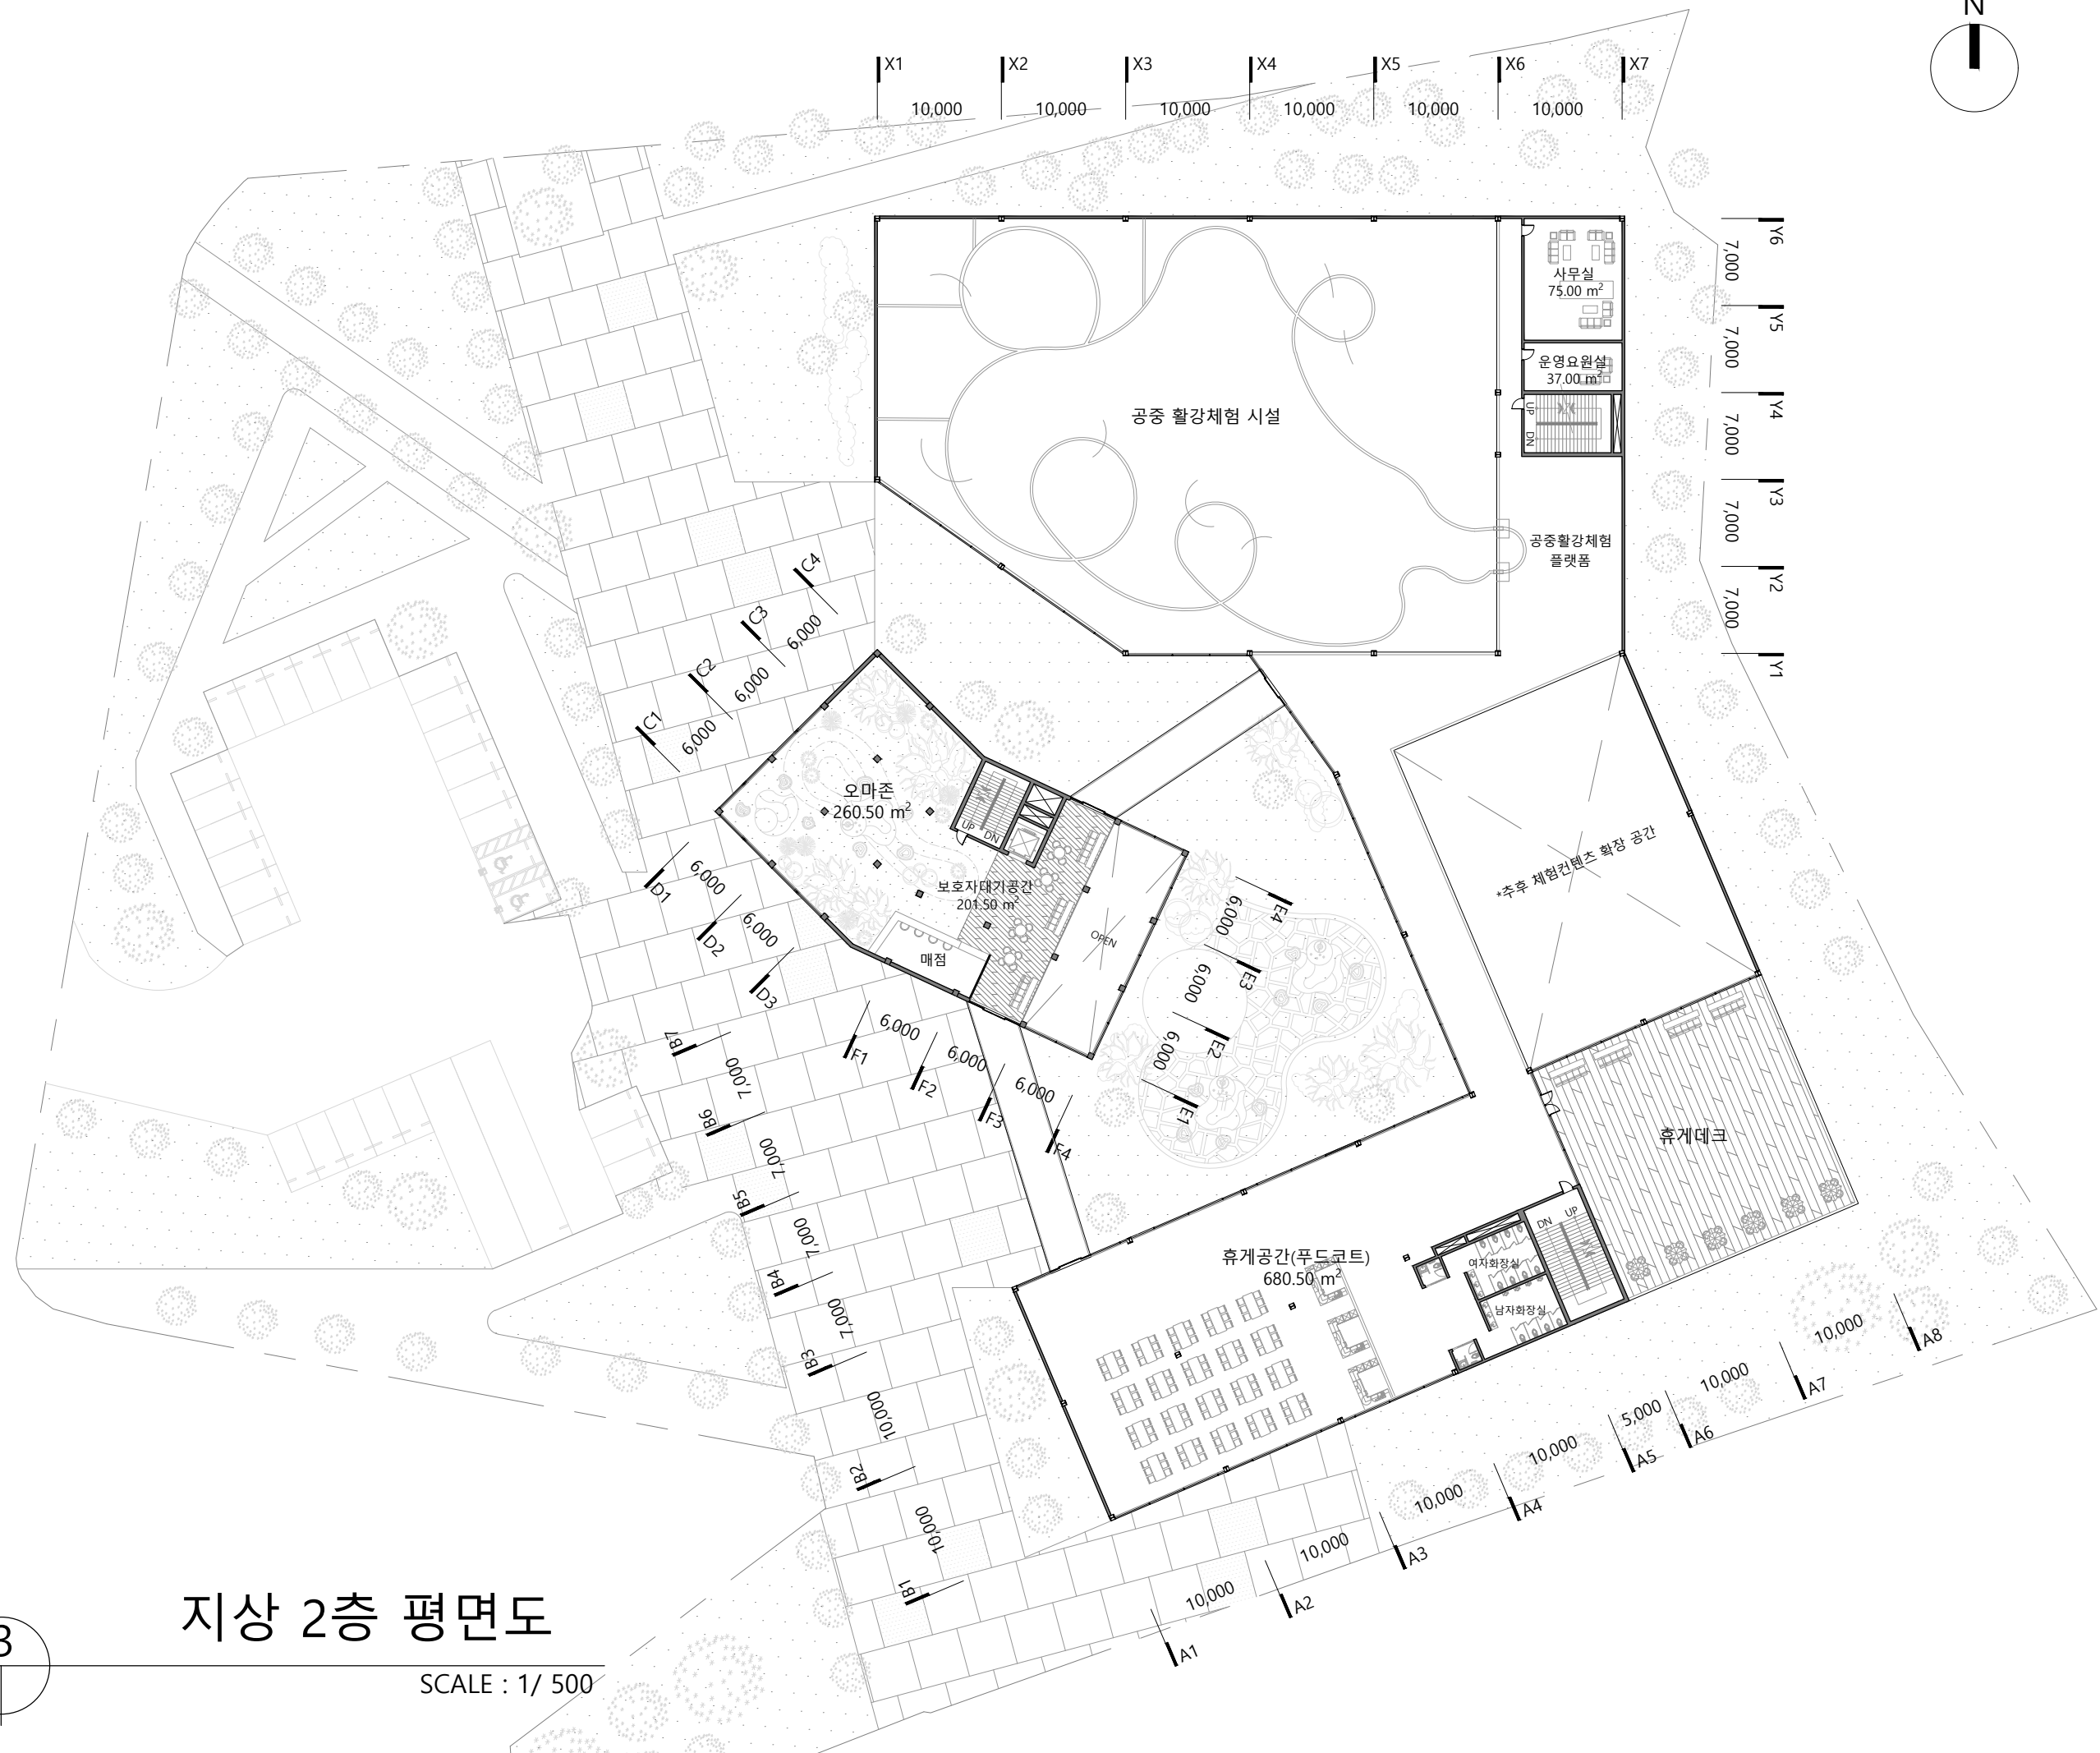 N
X1
X2
X3
X4
X5
X6
X7
10,000
10,000
10,000
10,000
10,000
10,000
Y6
7,000
Y5
7,000
Y4
7,000
Y3
7,000
Y2
7,000
Y1
사무실
75.00 m²
운영요원실
37.00 m²
UP
DN
공중 활강체험 시설
공중활강체험
플랫폼
C4
6,000
C3
6,000
C2
6,000
C1
오마존
260.50 m²
UP
DN
보호자대기공간
201.50 m²
OPEN
매점
*추후 체험컨텐츠 확장 공간
D1
6,000
D2
6,000
D3
E4
6,000
E3
6,000
E2
6,000
E1
F1
6,000
F2
6,000
F3
6,000
F4
휴게데크
B7
7,000
B6
7,000
B5
7,000
B4
7,000
B3
10,000
B2
10,000
B1
휴게공간(푸드코트)
680.50 m²
여자화장실
남자화장실
DN
UP
A1
10,000
A2
10,000
A3
10,000
A4
10,000
A5
5,000
A6
10,000
A7
10,000
A8
지상 2층 평면도
SCALE : 1/ 500